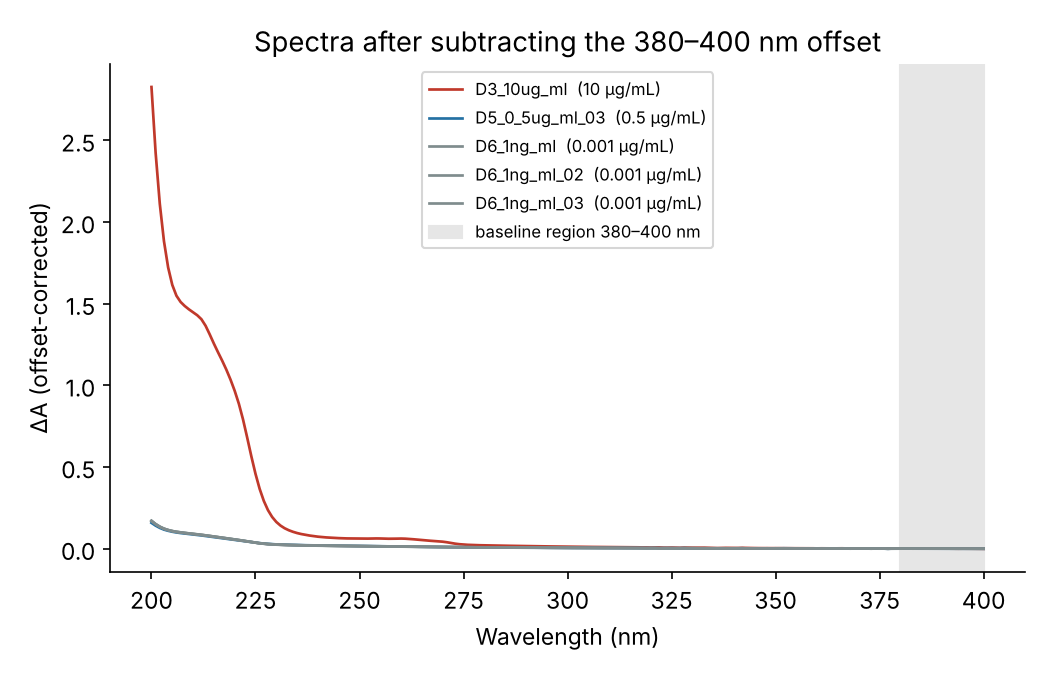 Spectra after subtracting the 380–400 nm offset
D3_10ug_ml (10 µg/mL)
D5_0_5ug_ml_03 (0.5 µg/mL)
D6_1ng_ml (0.001 µg/mL)
D6_1ng_ml_02 (0.001 µg/mL)
D6_1ng_ml_03 (0.001 µg/mL)
baseline region 380–400 nm
ΔA (offset-corrected)
2.5
2.0
1.5
1.0
0.5
0.0
200 225 250 275 300 325 350 375 400
Wavelength (nm)